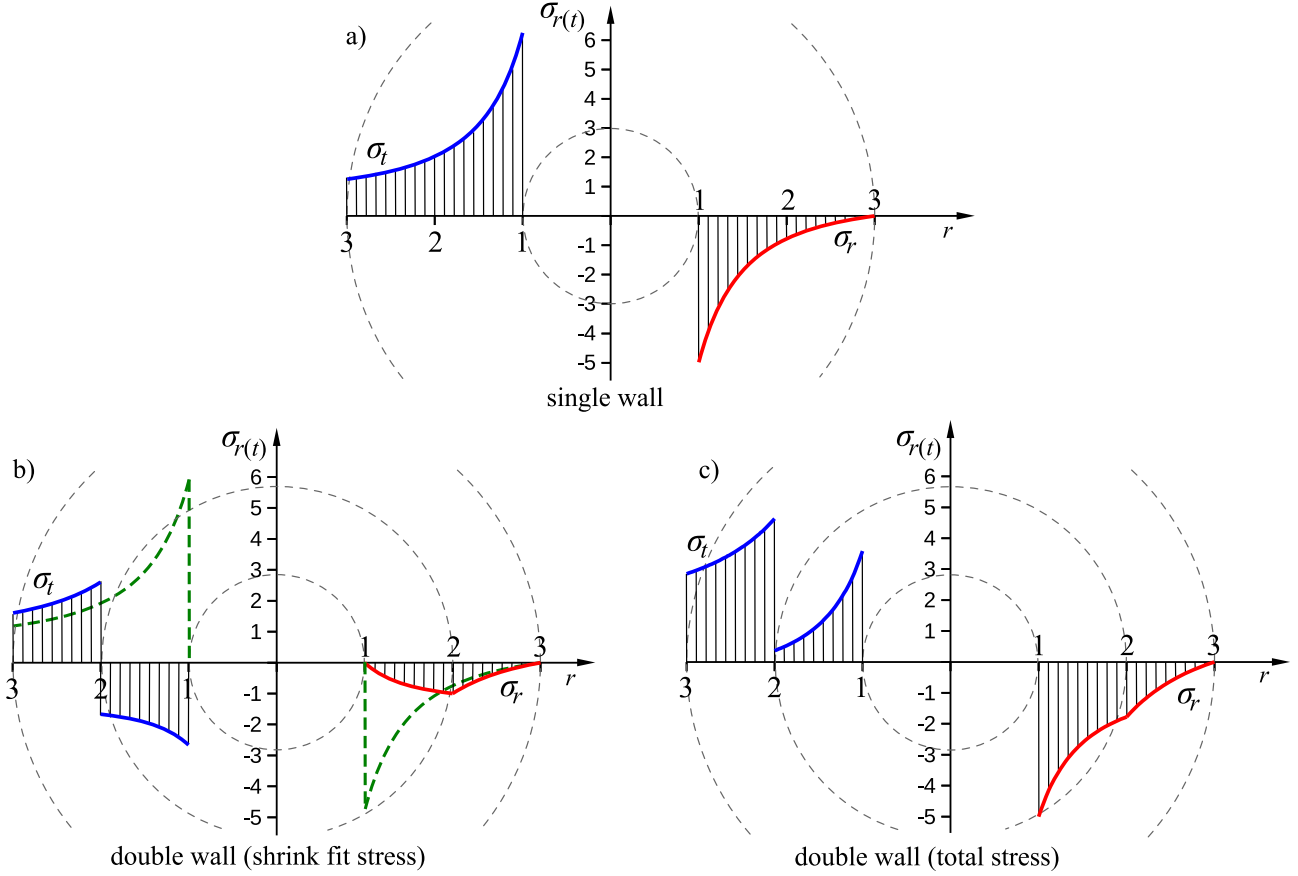 a)
σr(t)
6
5
4
3
2
1
-1
-2
-3
-4
-5
σt
3 2 1
1 2 3
σr
r
single wall
b)
σr(t)
6
5
4
3
2
1
-1
-2
-3
-4
-5
σt
3 2 1
1 2 3
σr
r
double wall (shrink fit stress)
c)
σr(t)
6
5
4
3
2
1
-1
-2
-3
-4
-5
σt
3 2 1
1 2 3
σr
r
double wall (total stress)